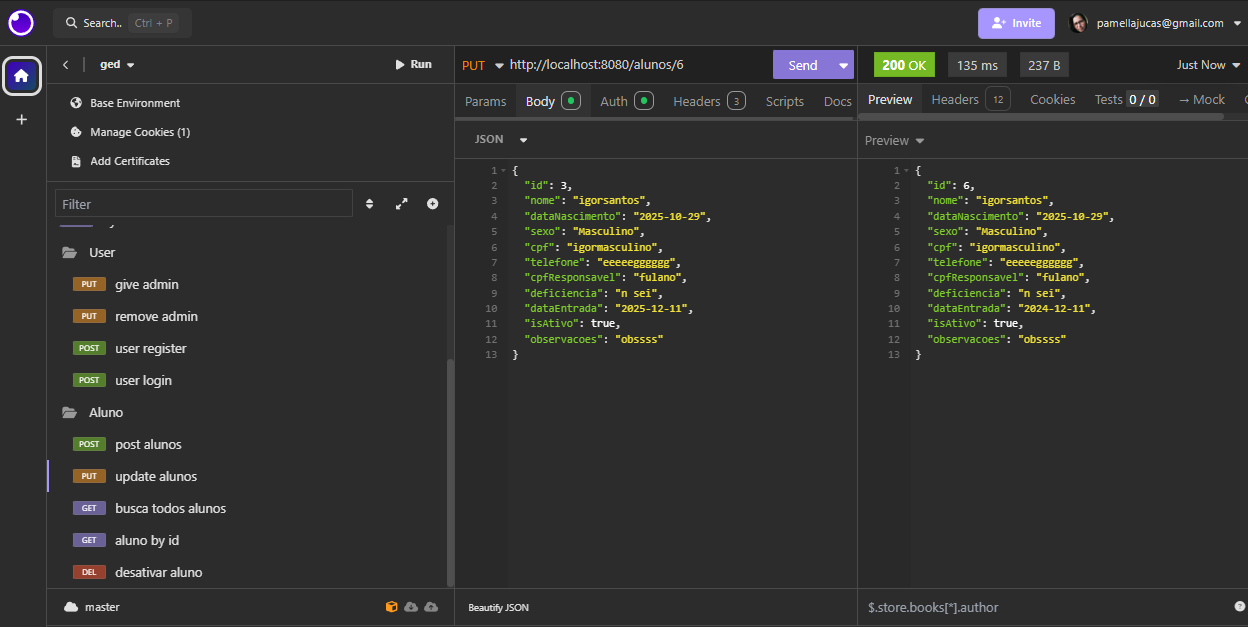 Search.. Ctrl + P
Invite
pamellajucas@gmail.com
ged
Run
Base Environment
Manage Cookies (1)
Add Certificates
Filter
User
PUT give admin
PUT remove admin
POST user register
POST user login
Aluno
POST post alunos
PUT update alunos
GET busca todos alunos
GET aluno by id
DEL desativar aluno
master
PUT http://localhost:8080/alunos/6 Send
Params Body Auth Headers 3 Scripts Docs
JSON
1 {
2 "id": 3,
3 "nome": "igorsantos",
4 "dataNascimento": "2025-10-29",
5 "sexo": "Masculino",
6 "cpf": "igormasculino",
7 "telefone": "eeeeegggggg",
8 "cpfResponsavel": "fulano",
9 "deficiencia": "n sei",
10 "dataEntrada": "2025-12-11",
11 "isAtivo": true,
12 "observacoes": "obssss"
13 }
Beautify JSON
200 OK 135 ms 237 B Just Now
Preview Headers 12 Cookies Tests 0 / 0 → Mock
Preview
1 {
2 "id": 6,
3 "nome": "igorsantos",
4 "dataNascimento": "2025-10-29",
5 "sexo": "Masculino",
6 "cpf": "igormasculino",
7 "telefone": "eeeeegggggg",
8 "cpfResponsavel": "fulano",
9 "deficiencia": "n sei",
10 "dataEntrada": "2024-12-11",
11 "isAtivo": true,
12 "observacoes": "obssss"
13 }
$.store.books[*].author